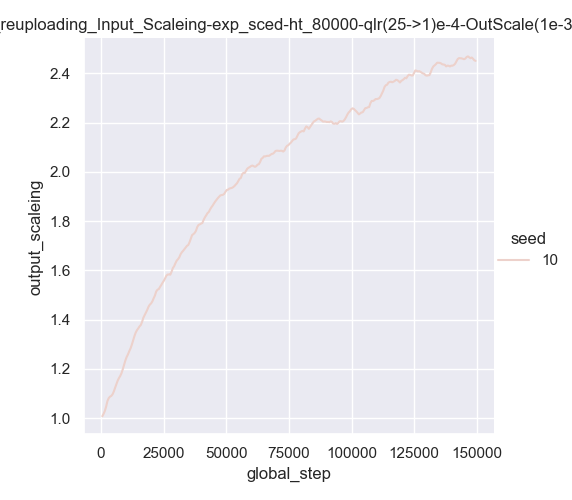 _reuploading_Input_Scaleing-exp_sced-ht_80000-qlr(25->1)e-4-OutScale(1e-3
output_scaleing
2.4
2.2
2.0
1.8
1.6
1.4
1.2
1.0
seed
10
0 25000 50000 75000 100000 125000 150000
global_step